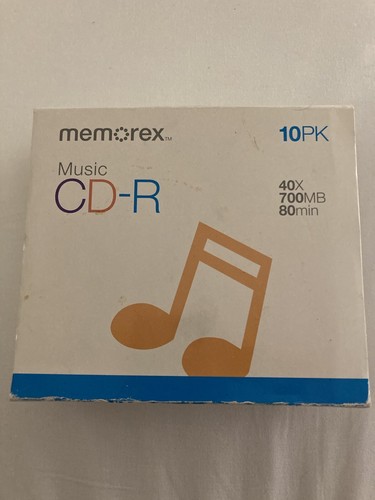 memorex™
10PK
Music
CD-R
40X
700MB
80min